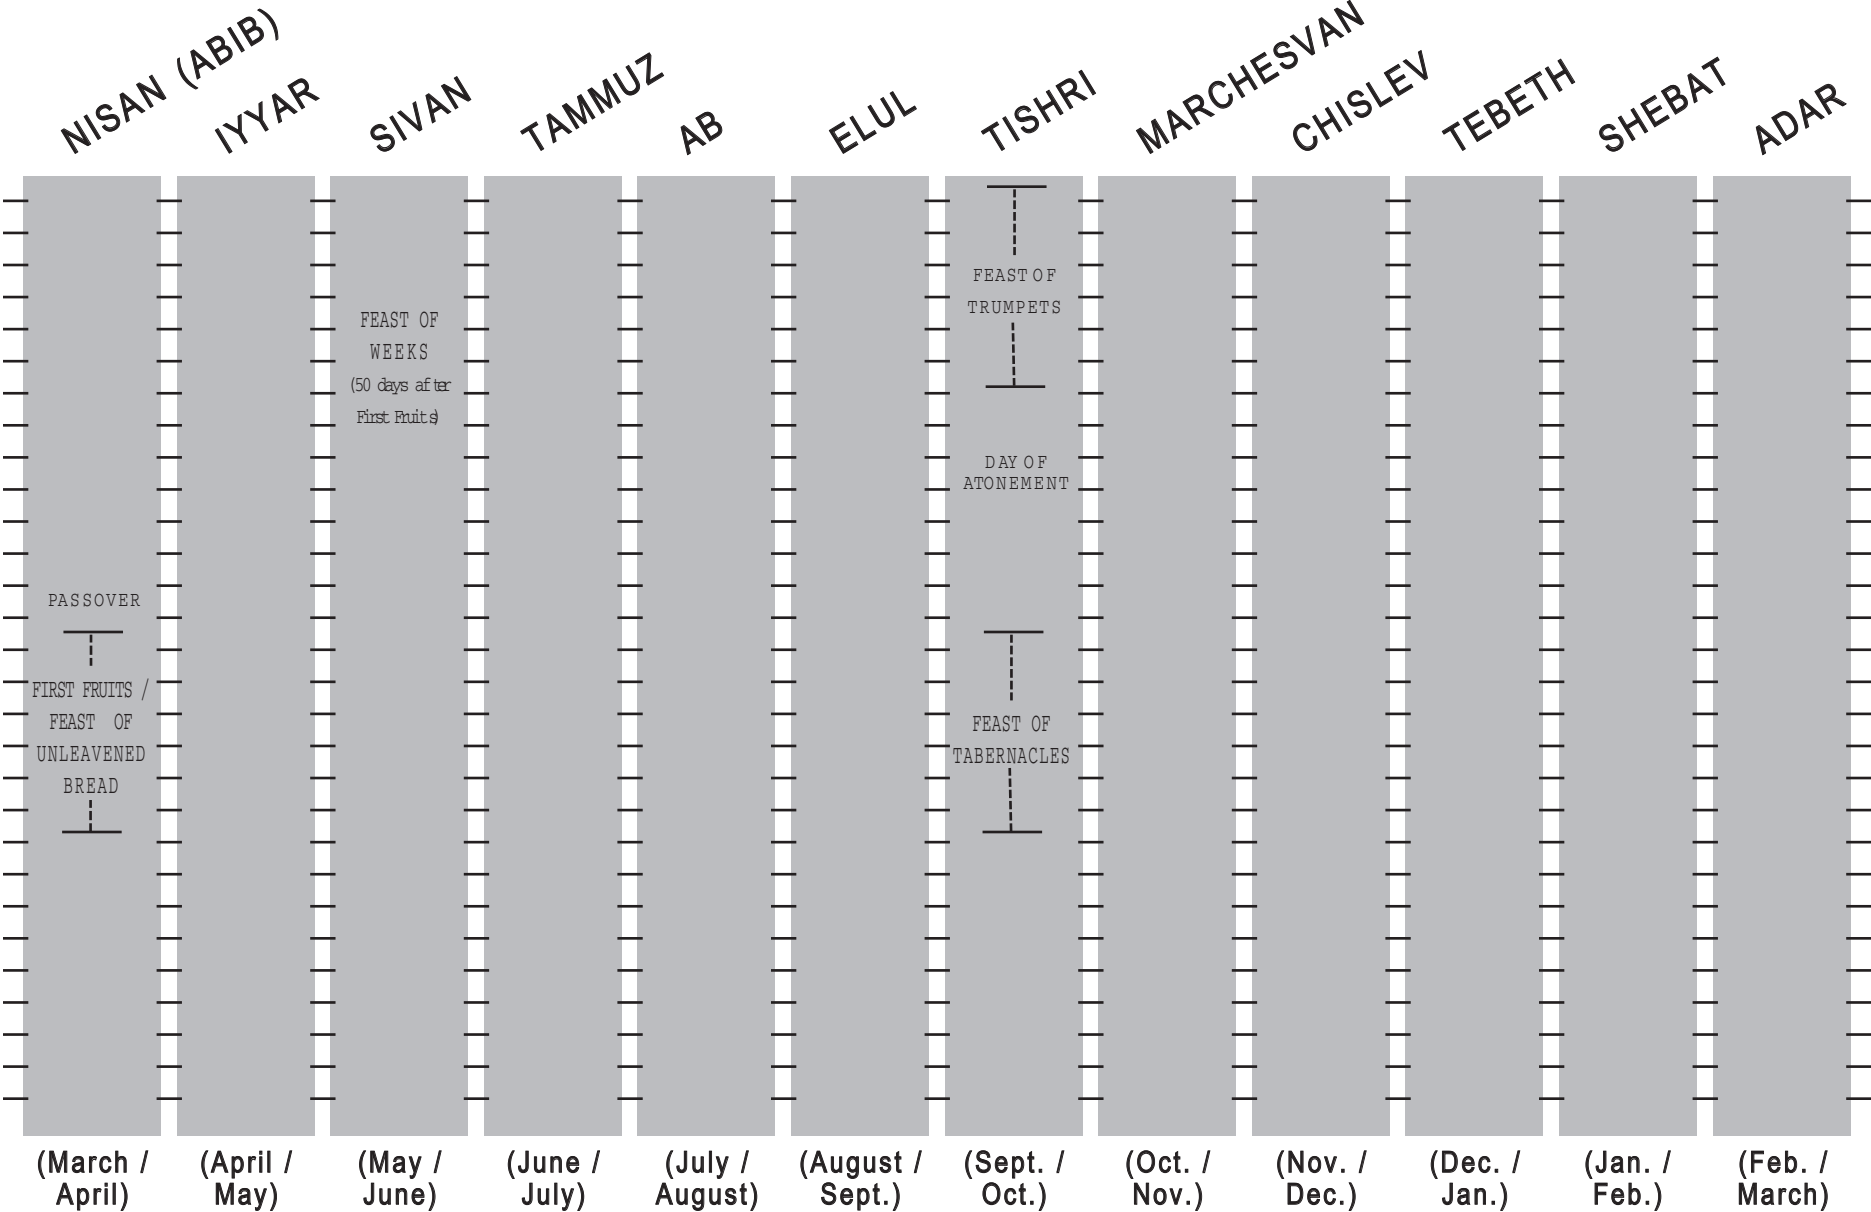 NISAN (ABIB)
IYYAR
SIVAN
TAMMUZ
AB
ELUL
TISHRI
MARCHESVAN
CHISLEV
TEBETH
SHEBAT
ADAR
PASSOVER
FIRST FRUITS /
FEAST OF
UNLEAVENED
BREAD
FEAST OF
WEEKS
(50 days after
First Fruits)
FEAST OF
TRUMPETS
DAY OF
ATONEMENT
FEAST OF
TABERNACLES
(March /
April)
(April /
May)
(May /
June)
(June /
July)
(July /
August)
(August /
Sept.)
(Sept. /
Oct.)
(Oct. /
Nov.)
(Nov. /
Dec.)
(Dec. /
Jan.)
(Jan. /
Feb.)
(Feb. /
March)